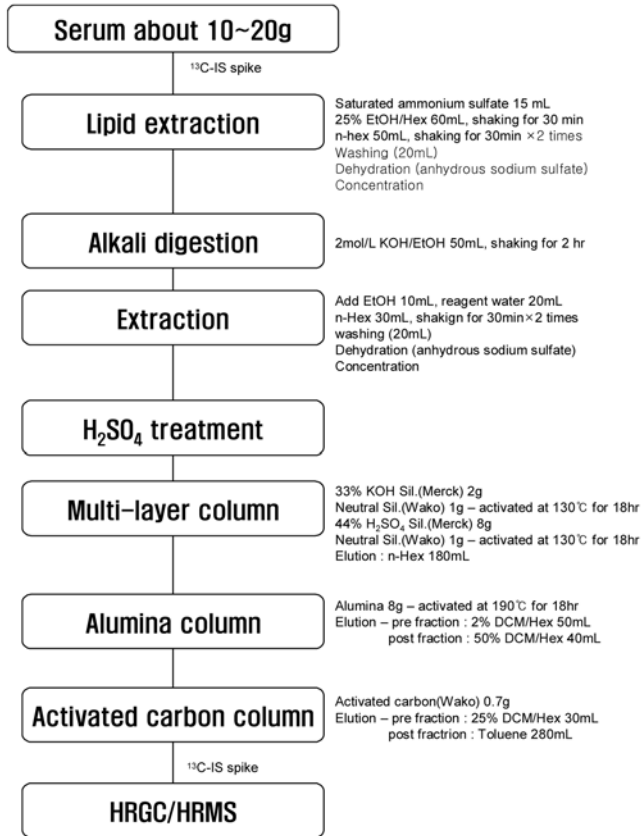 Serum about 10~20g
¹³C-IS spike
Lipid extraction
Saturated ammonium sulfate 15 mL
25% EtOH/Hex 60mL, shaking for 30 min
n-hex 50mL, shaking for 30min ×2 times
Washing (20mL)
Dehydration (anhydrous sodium sulfate)
Concentration
Alkali digestion
2mol/L KOH/EtOH 50mL, shaking for 2 hr
Extraction
Add EtOH 10mL, reagent water 20mL
n-Hex 30mL, shakign for 30min×2 times
washing (20mL)
Dehydration (anhydrous sodium sulfate)
Concentration
H₂SO₄ treatment
Multi-layer column
33% KOH Sil.(Merck) 2g
Neutral Sil.(Wako) 1g – activated at 130℃ for 18hr
44% H₂SO₄ Sil.(Merck) 8g
Neutral Sil.(Wako) 1g – activated at 130℃ for 18hr
Elution : n-Hex 180mL
Alumina column
Alumina 8g – activated at 190℃ for 18hr
Elution – pre fraction : 2% DCM/Hex 50mL
post fraction : 50% DCM/Hex 40mL
Activated carbon column
Activated carbon(Wako) 0.7g
Elution – pre fraction : 25% DCM/Hex 30mL
post fractrion : Toluene 280mL
¹³C-IS spike
HRGC/HRMS